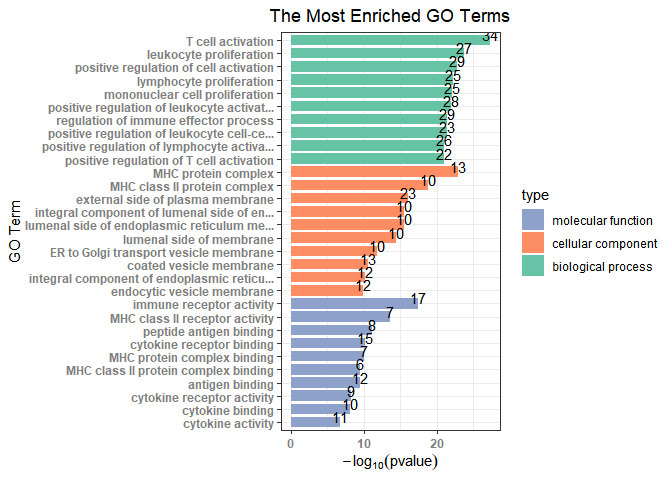 The Most Enriched GO Terms
T cell activation 34
leukocyte proliferation 27
positive regulation of cell activation 29
lymphocyte proliferation 25
mononuclear cell proliferation 25
positive regulation of leukocyte activat... 28
regulation of immune effector process 29
positive regulation of leukocyte cell-ce... 23
positive regulation of lymphocyte activa... 26
positive regulation of T cell activation 22
MHC protein complex 13
MHC class II protein complex 10
external side of plasma membrane 23
integral component of lumenal side of en... 10
lumenal side of endoplasmic reticulum me... 10
lumenal side of membrane 10
ER to Golgi transport vesicle membrane 10
coated vesicle membrane 13
integral component of endoplasmic reticu... 12
endocytic vesicle membrane 12
immune receptor activity 17
MHC class II receptor activity 7
peptide antigen binding 8
cytokine receptor binding 15
MHC protein complex binding 7
MHC class II protein complex binding 6
antigen binding 12
cytokine receptor activity 9
cytokine binding 10
cytokine activity 11
GO Term
0 10 20
−log10(pvalue)
type
molecular function
cellular component
biological process